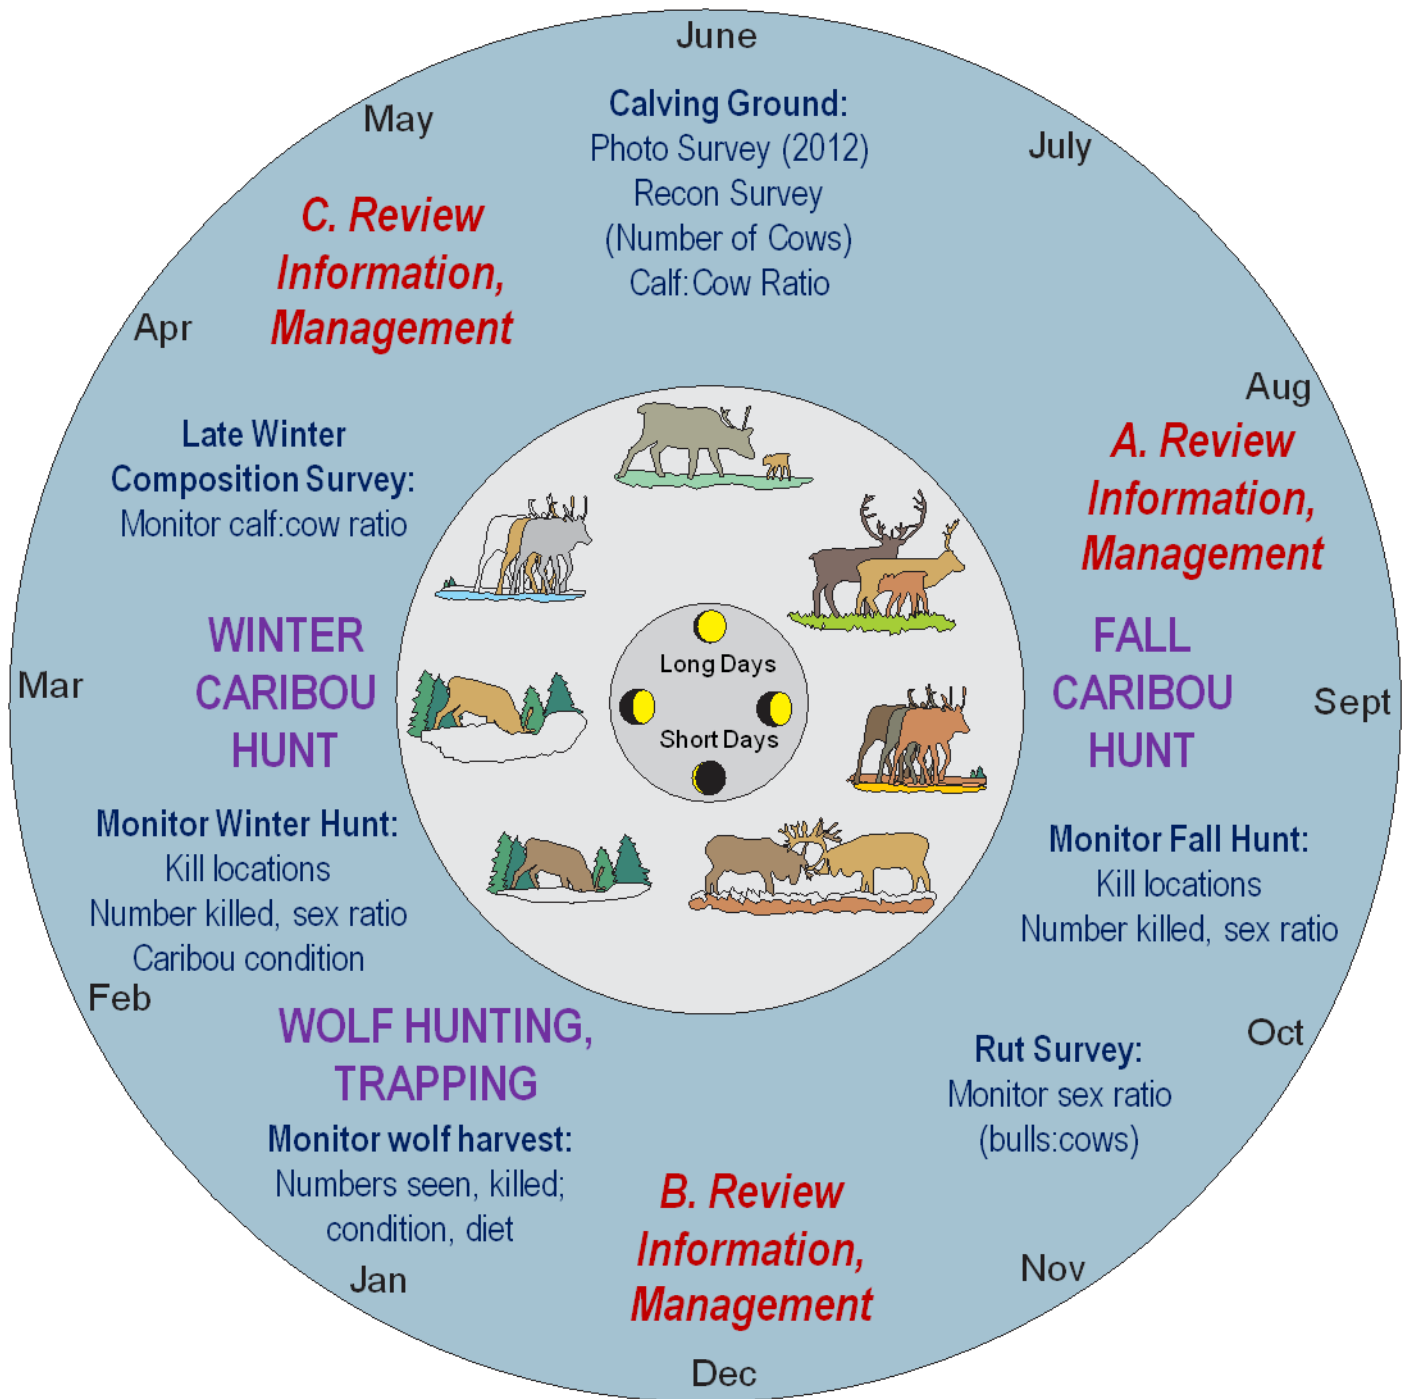 June
Calving Ground:
Photo Survey (2012)
Recon Survey
(Number of Cows)
Calf:Cow Ratio
July
Aug
A. Review
Information,
Management
FALL
CARIBOU
HUNT
Sept
Monitor Fall Hunt:
Kill locations
Number killed, sex ratio
Oct
Rut Survey:
Monitor sex ratio
(bulls:cows)
Nov
B. Review
Information,
Management
Dec
WOLF HUNTING,
TRAPPING
Monitor wolf harvest:
Numbers seen, killed;
condition, diet
Jan
Feb
WINTER
CARIBOU
HUNT
Monitor Winter Hunt:
Kill locations
Number killed, sex ratio
Caribou condition
Mar
Late Winter
Composition Survey:
Monitor calf:cow ratio
Apr
C. Review
Information,
Management
May
Long Days
Short Days